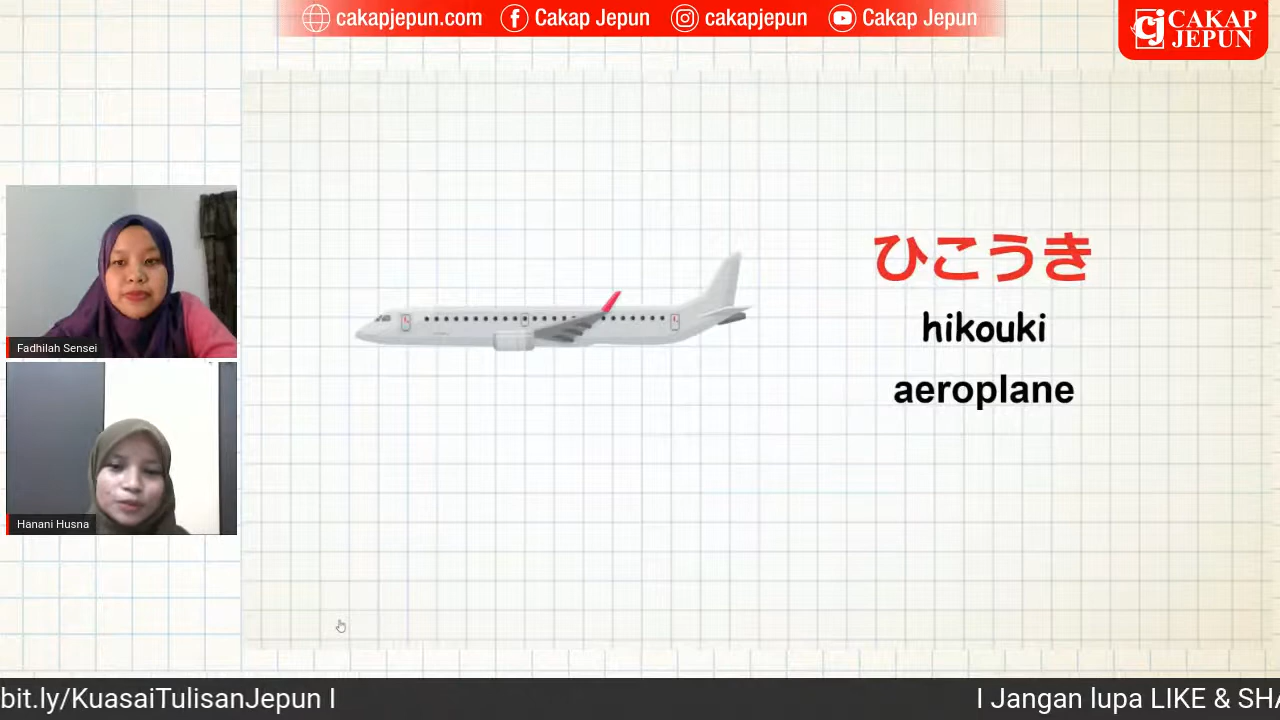 cakapjepun.com Cakap Jepun cakapjepun Cakap Jepun
CAKAP
JEPUN
ひこうき
hikouki
aeroplane
Fadhilah Sensei
Hanani Husna
bit.ly/KuasaiTulisanJepun I
I Jangan lupa LIKE & SHA